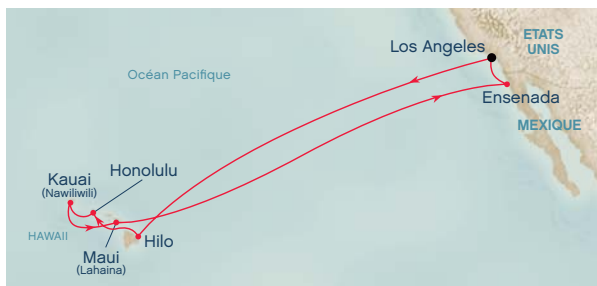 Los Angeles
ETATS
UNIS
Océan Pacifique
Ensenada
MEXIQUE
Honolulu
Kauai
(Nawiliwili)
HAWAII
Hilo
Maui
(Lahaina)